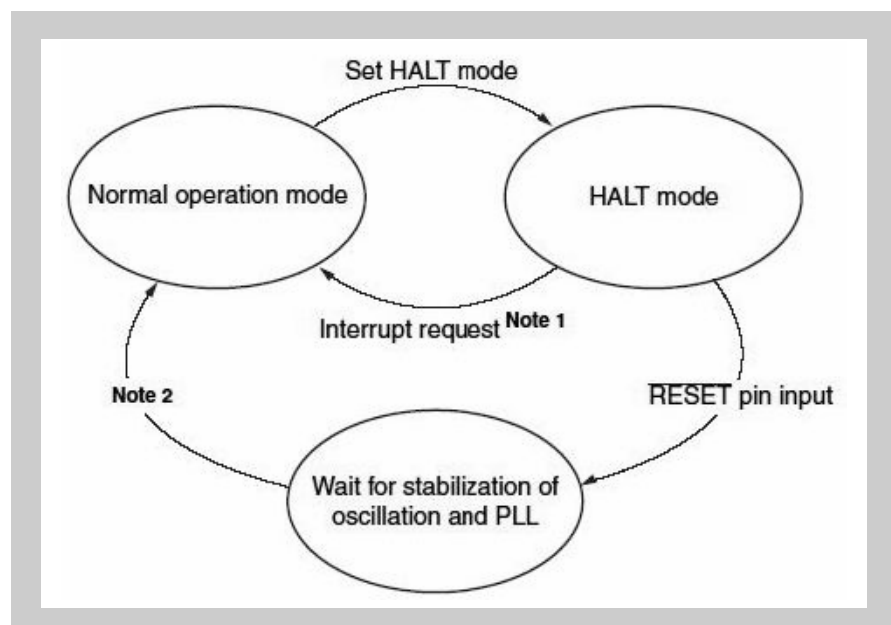 Set HALT mode
Normal operation mode
HALT mode
Interrupt request Note 1
Note 2
RESET pin input
Wait for stabilization of
oscillation and PLL